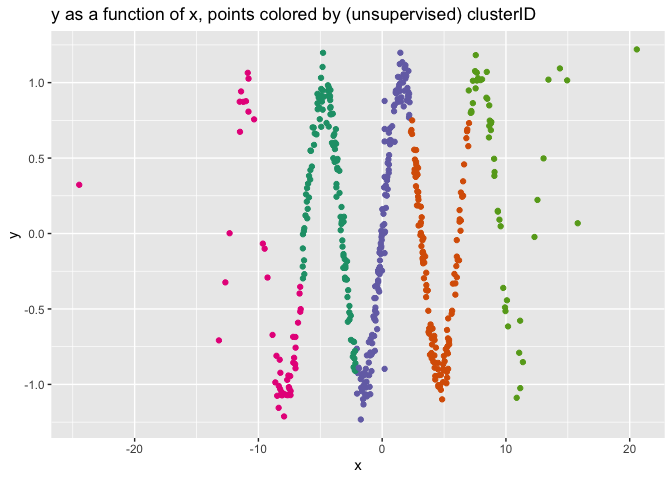 y as a function of x, points colored by (unsupervised) clusterID
1.0
0.5
y
0.0
-0.5
-1.0
-20 -10 0 10 20
x